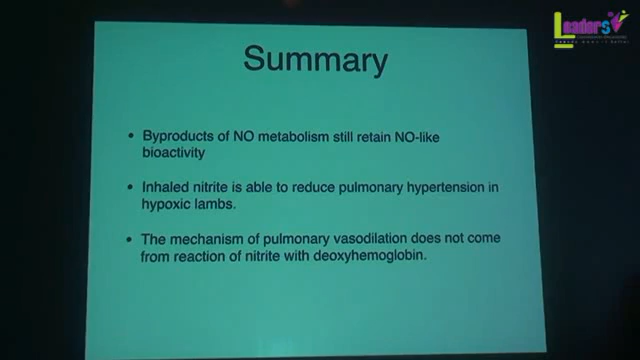 Leaders
Summary
• Byproducts of NO metabolism still retain NO-like
bioactivity
• Inhaled nitrite is able to reduce pulmonary hypertension in
hypoxic lambs.
• The mechanism of pulmonary vasodilation does not come
from reaction of nitrite with deoxyhemoglobin.